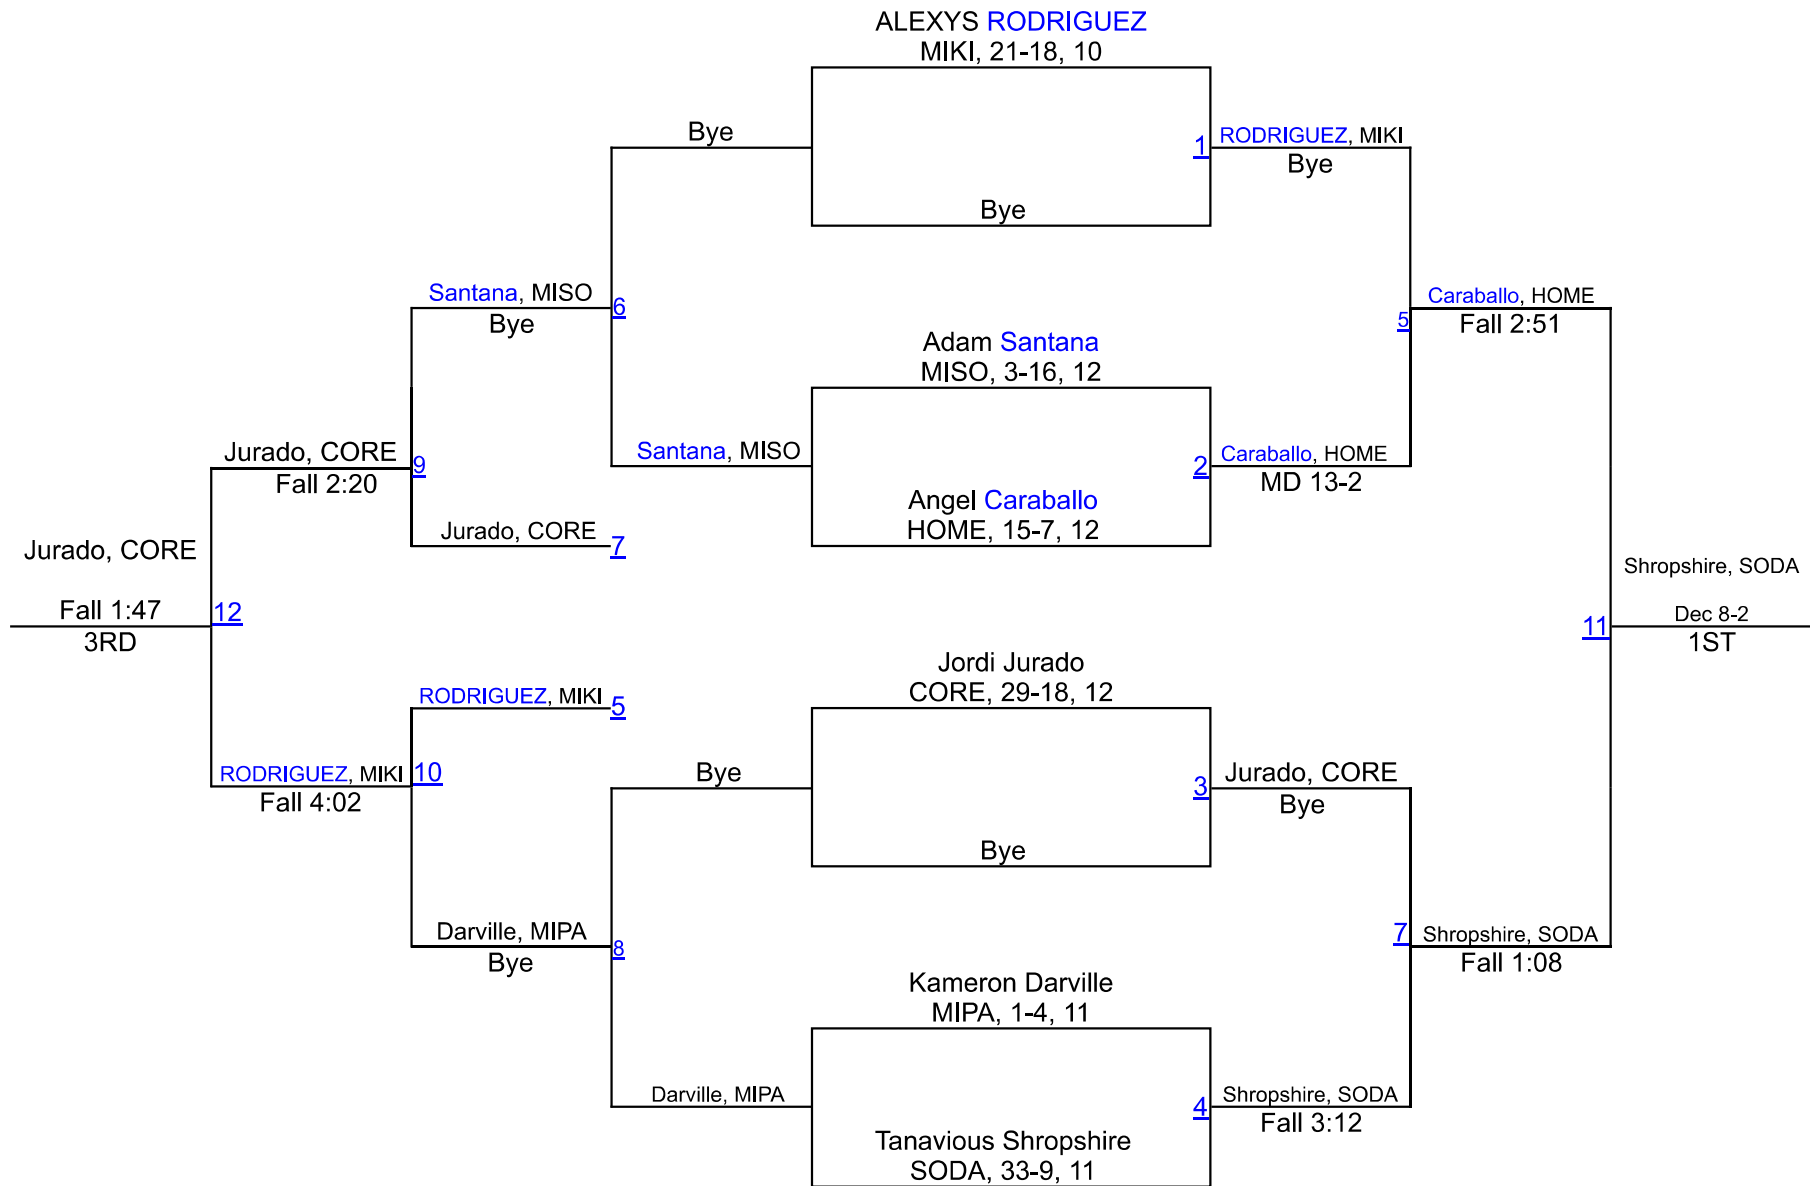 ALEXYS RODRIGUEZ
MIKI, 21-18, 10
Bye
1
RODRIGUEZ, MIKI
Bye
Bye
Santana, MISO
Bye
6
Caraballo, HOME
Fall 2:51
5
Adam Santana
MISO, 3-16, 12
Jurado, CORE
Fall 2:20
9
Santana, MISO
2
Caraballo, HOME
MD 13-2
Angel Caraballo
HOME, 15-7, 12
Jurado, CORE
7
Jurado, CORE
Fall 1:47
3RD
12
Shropshire, SODA
Dec 8-2
1ST
11
Jordi Jurado
CORE, 29-18, 12
RODRIGUEZ, MIKI
5
RODRIGUEZ, MIKI
Fall 4:02
10
Bye
3
Jurado, CORE
Bye
Bye
Darville, MIPA
Bye
8
7
Shropshire, SODA
Fall 1:08
Kameron Darville
MIPA, 1-4, 11
Darville, MIPA
4
Shropshire, SODA
Fall 3:12
Tanavious Shropshire
SODA, 33-9, 11